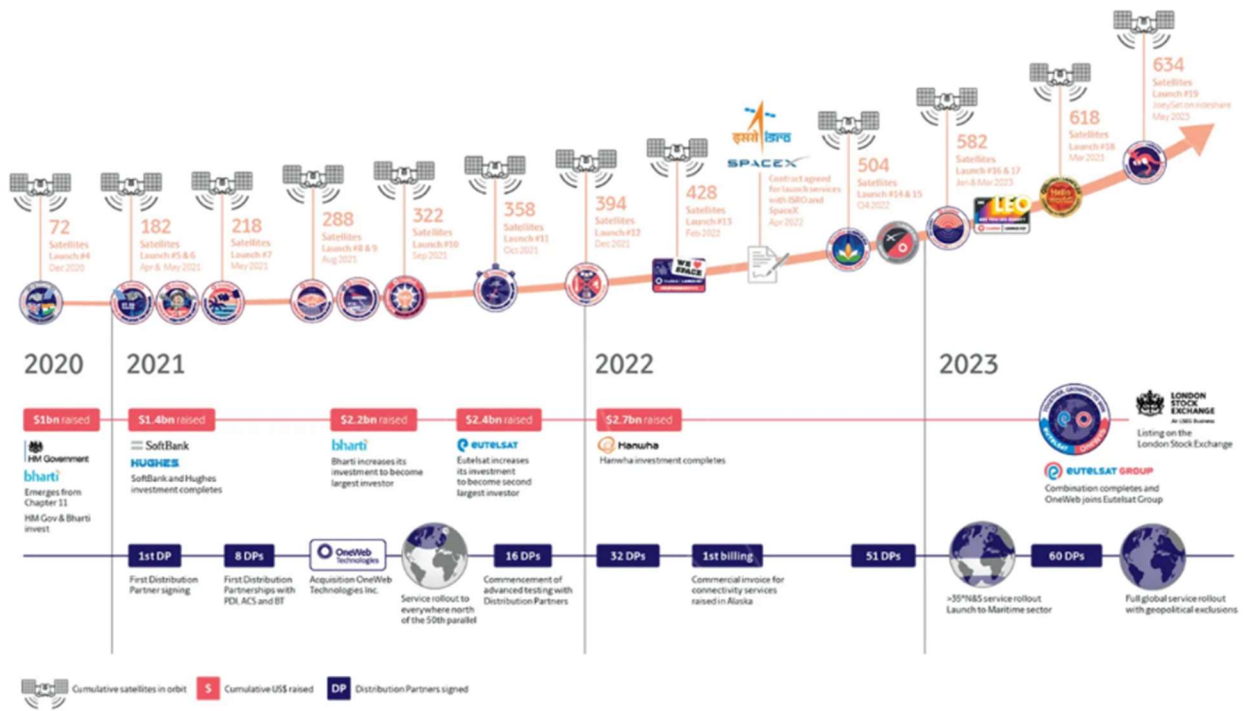 72
Satellites
Launch #4
Dec 2020
182
Satellites
Launch #5 & 6
Apr & May 2021
218
Satellites
Launch #7
May 2021
288
Satellites
Launch #8 & 9
Aug 2021
322
Satellites
Launch #10
Sep 2021
358
Satellites
Launch #11
Oct 2021
394
Satellites
Launch #12
Dec 2021
428
Satellites
Launch #13
Feb 2022
WE
SPACE
इसरो isro
SPACEX
Contract agreed
for launch services
with ISRO and
SpaceX
Apr 2022
504
Satellites
Launch #14 & 15
Q4 2022
582
Satellites
Launch #16 & 17
Jan & Mar 2023
LEO
618
Satellites
Launch #18
Mar 2023
Hello
634
Satellites
Launch #19
JoeySat on rideshare
May 2023
2020
2021
2022
2023
$1bn raised
HM Government
bharti
Emerges from
Chapter 11
HM Gov & Bharti
invest
$1.4bn raised
SoftBank
HUGHES
SoftBank and Hughes
investment completes
$2.2bn raised
bharti
Bharti increases its
investment to become
largest investor
$2.4bn raised
eutelsat
Eutelsat increases
its investment
to become second
largest investor
$2.7bn raised
Hanwha
Hanwha investment completes
EUTELSAT
ONEWEB
eutelsat GROUP
Combination completes and
OneWeb joins Eutelsat Group
LONDON
STOCK
EXCHANGE
An LSEG Business
Listing on the
London Stock Exchange
1st DP
First Distribution
Partner signing
8 DPs
First Distribution
Partnerships with
PDI, ACS and BT
OneWeb
Technologies
Acquisition OneWeb
Technologies Inc.
Service rollout to
everywhere north
of the 50th parallel
16 DPs
Commencement of
advanced testing with
Distribution Partners
32 DPs
1st billing
Commercial invoice for
connectivity services
raised in Alaska
51 DPs
>35°N&S service rollout
Launch to Maritime sector
60 DPs
Full global service rollout
with geopolitical exclusions
Cumulative satellites in orbit
$
Cumulative US$ raised
DP
Distribution Partners signed